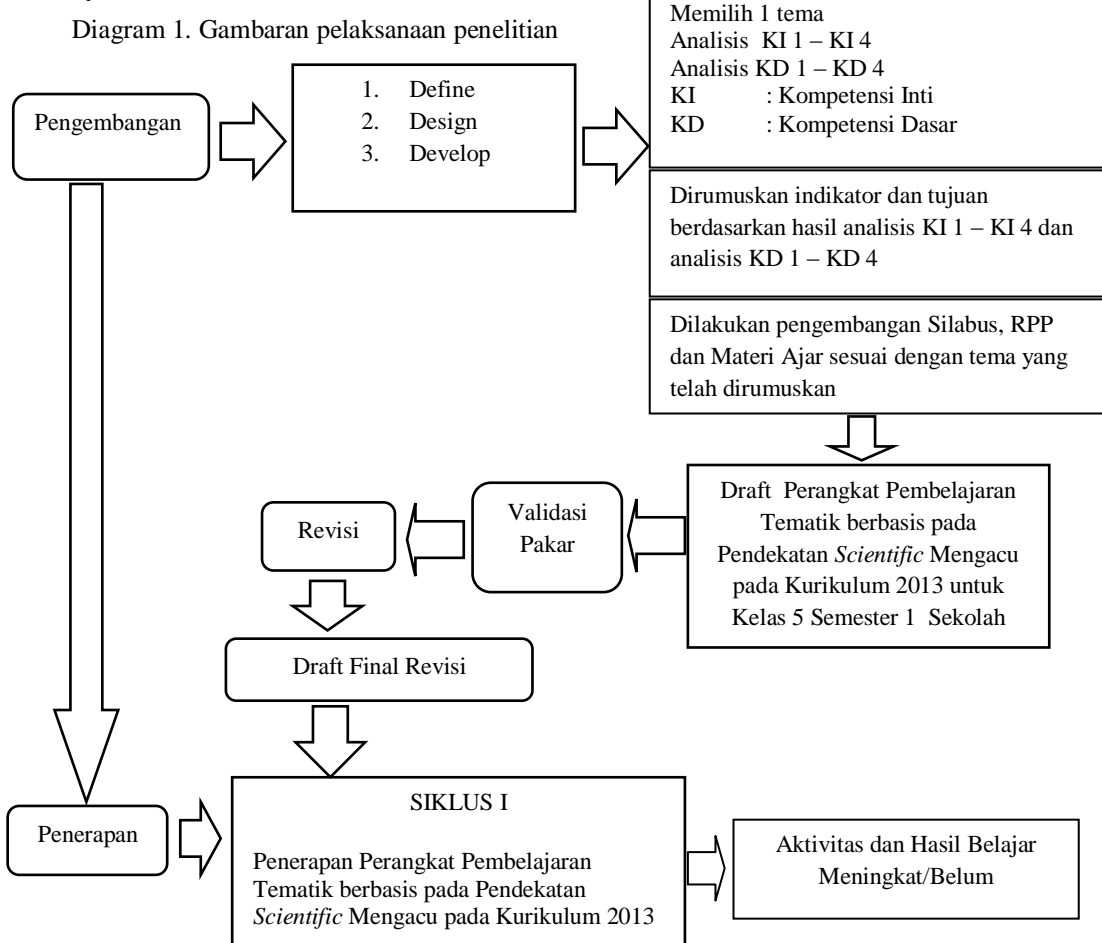 Diagram 1. Gambaran pelaksanaan penelitian
Pengembangan
1. Define
2. Design
3. Develop
Memilih 1 tema
Analisis KI 1 – KI 4
Analisis KD 1 – KD 4
KI : Kompetensi Inti
KD : Kompetensi Dasar
Dirumuskan indikator dan tujuan
berdasarkan hasil analisis KI 1 – KI 4 dan
analisis KD 1 – KD 4
Dilakukan pengembangan Silabus, RPP
dan Materi Ajar sesuai dengan tema yang
telah dirumuskan
Draft Perangkat Pembelajaran
Tematik berbasis pada
Pendekatan Scientific Mengacu
pada Kurikulum 2013 untuk
Kelas 5 Semester 1 Sekolah
Validasi
Pakar
Revisi
Draft Final Revisi
Penerapan
SIKLUS I
Penerapan Perangkat Pembelajaran
Tematik berbasis pada Pendekatan
Scientific Mengacu pada Kurikulum 2013
Aktivitas dan Hasil Belajar
Meningkat/Belum